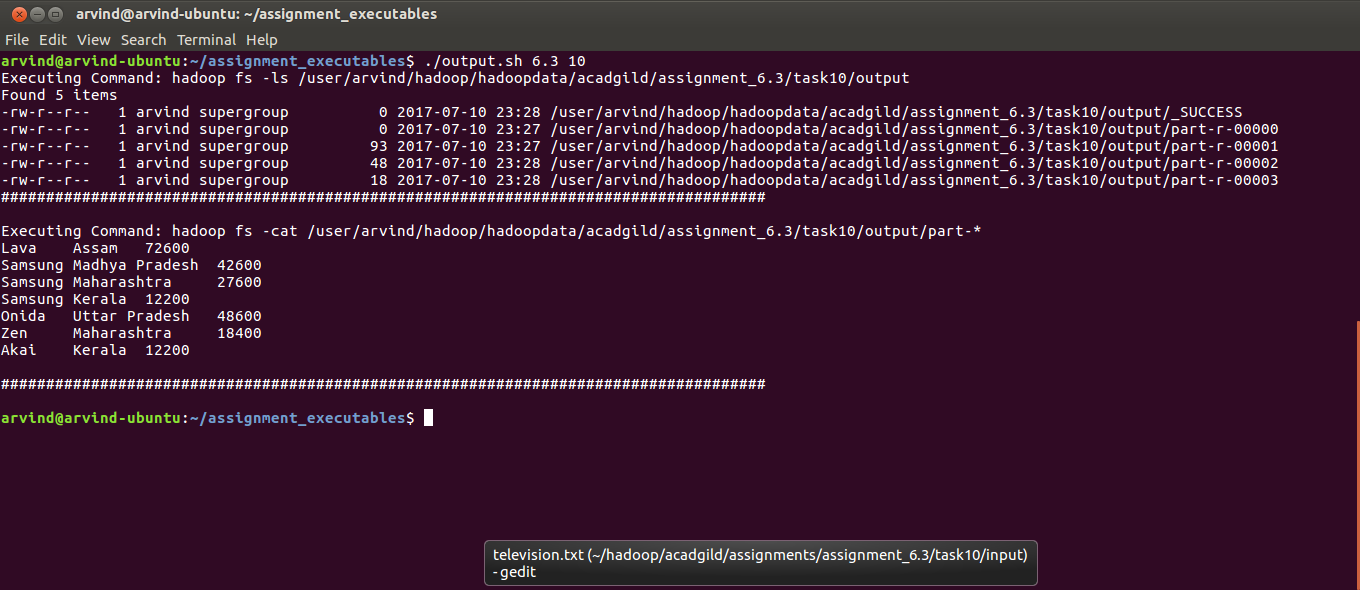 arvind@arvind-ubuntu: ~/assignment_executables
File Edit View Search Terminal Help
arvind@arvind-ubuntu:~/assignment_executables$ ./output.sh 6.3 10
Executing Command: hadoop fs -ls /user/arvind/hadoop/hadoopdata/acadgild/assignment_6.3/task10/output
Found 5 items
-rw-r--r--   1 arvind supergroup          0 2017-07-10 23:28 /user/arvind/hadoop/hadoopdata/acadgild/assignment_6.3/task10/output/_SUCCESS
-rw-r--r--   1 arvind supergroup          0 2017-07-10 23:27 /user/arvind/hadoop/hadoopdata/acadgild/assignment_6.3/task10/output/part-r-00000
-rw-r--r--   1 arvind supergroup         93 2017-07-10 23:27 /user/arvind/hadoop/hadoopdata/acadgild/assignment_6.3/task10/output/part-r-00001
-rw-r--r--   1 arvind supergroup         48 2017-07-10 23:28 /user/arvind/hadoop/hadoopdata/acadgild/assignment_6.3/task10/output/part-r-00002
-rw-r--r--   1 arvind supergroup         18 2017-07-10 23:28 /user/arvind/hadoop/hadoopdata/acadgild/assignment_6.3/task10/output/part-r-00003
#####################################################################################
Executing Command: hadoop fs -cat /user/arvind/hadoop/hadoopdata/acadgild/assignment_6.3/task10/output/part-*
Lava    Assam   72600
Samsung Madhya Pradesh  42600
Samsung Maharashtra     27600
Samsung Kerala  12200
Onida   Uttar Pradesh   48600
Zen     Maharashtra     18400
Akai    Kerala  12200
#####################################################################################
arvind@arvind-ubuntu:~/assignment_executables$
television.txt (~/hadoop/acadgild/assignments/assignment_6.3/task10/input)
- gedit